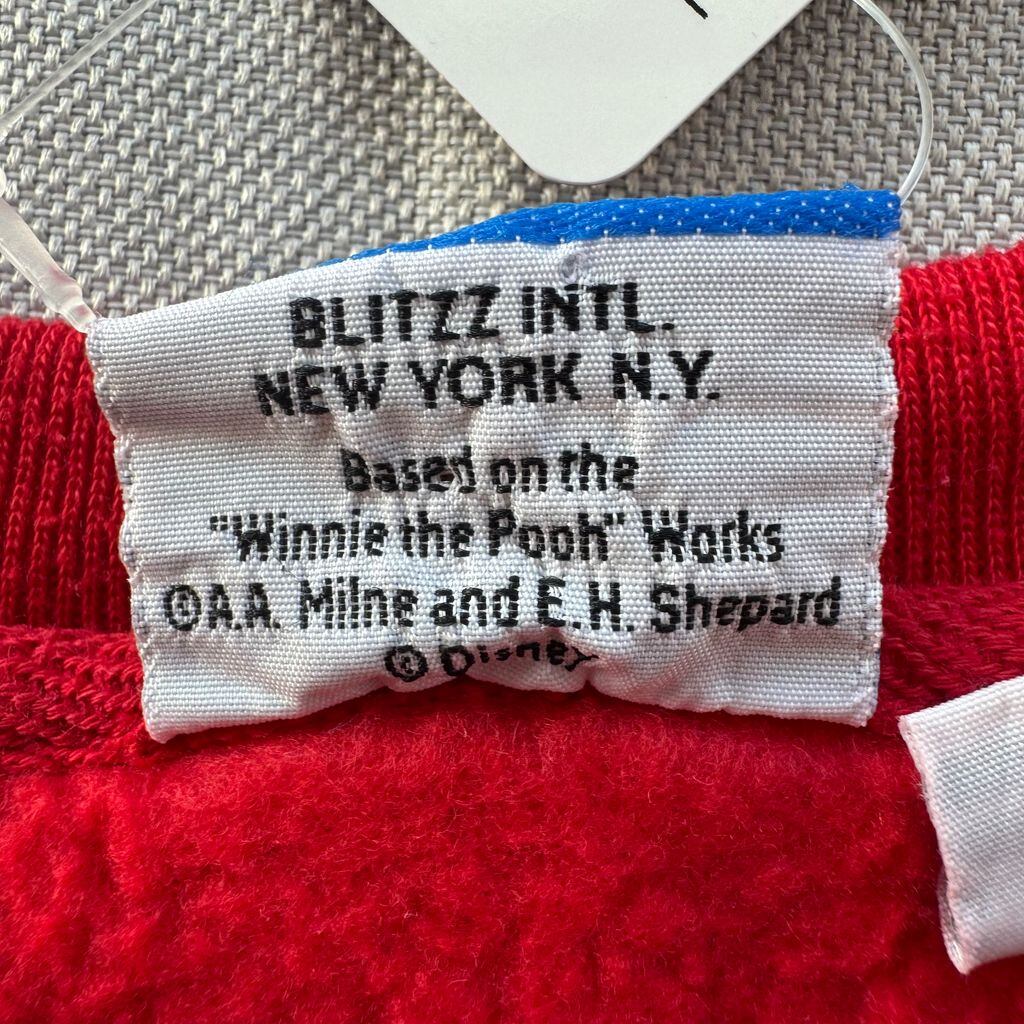 BLITZZ INTL.
NEW YORK N.Y.
Based on the
"Winnie the Pooh" Works
©A.A. Milne and E.H. Shepard
©Disney